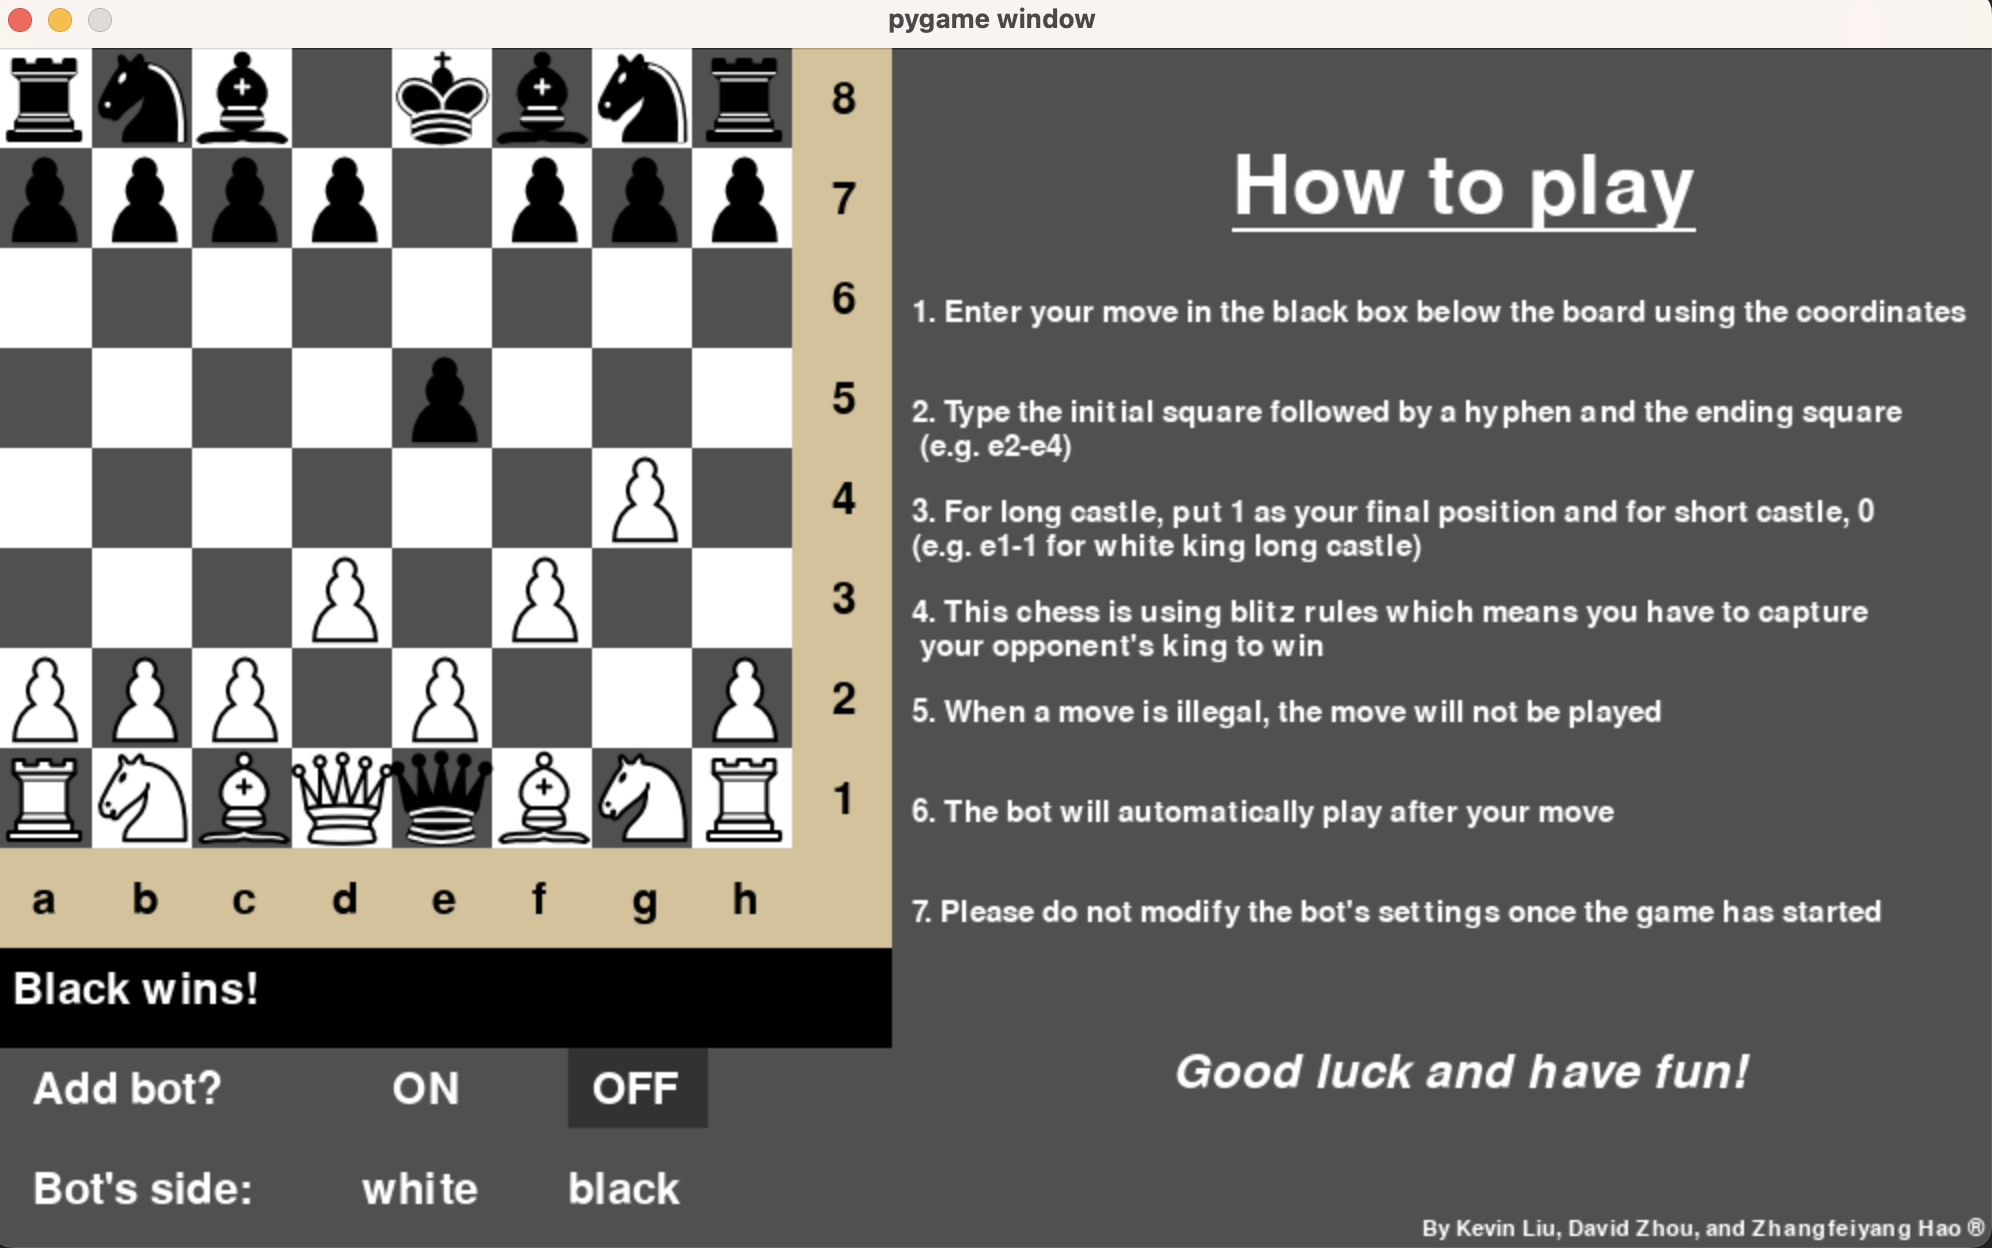 pygame window
8
7
6
5
4
3
2
1
a b c d e f g h
Black wins!
Add bot? ON OFF
Bot's side: white black
How to play
1. Enter your move in the black box below the board using the coordinates
2. Type the initial square followed by a hyphen and the ending square
(e.g. e2-e4)
3. For long castle, put 1 as your final position and for short castle, 0
(e.g. e1-1 for white king long castle)
4. This chess is using blitz rules which means you have to capture
your opponent's king to win
5. When a move is illegal, the move will not be played
6. The bot will automatically play after your move
7. Please do not modify the bot's settings once the game has started
Good luck and have fun!
By Kevin Liu, David Zhou, and Zhangfeiyang Hao ®